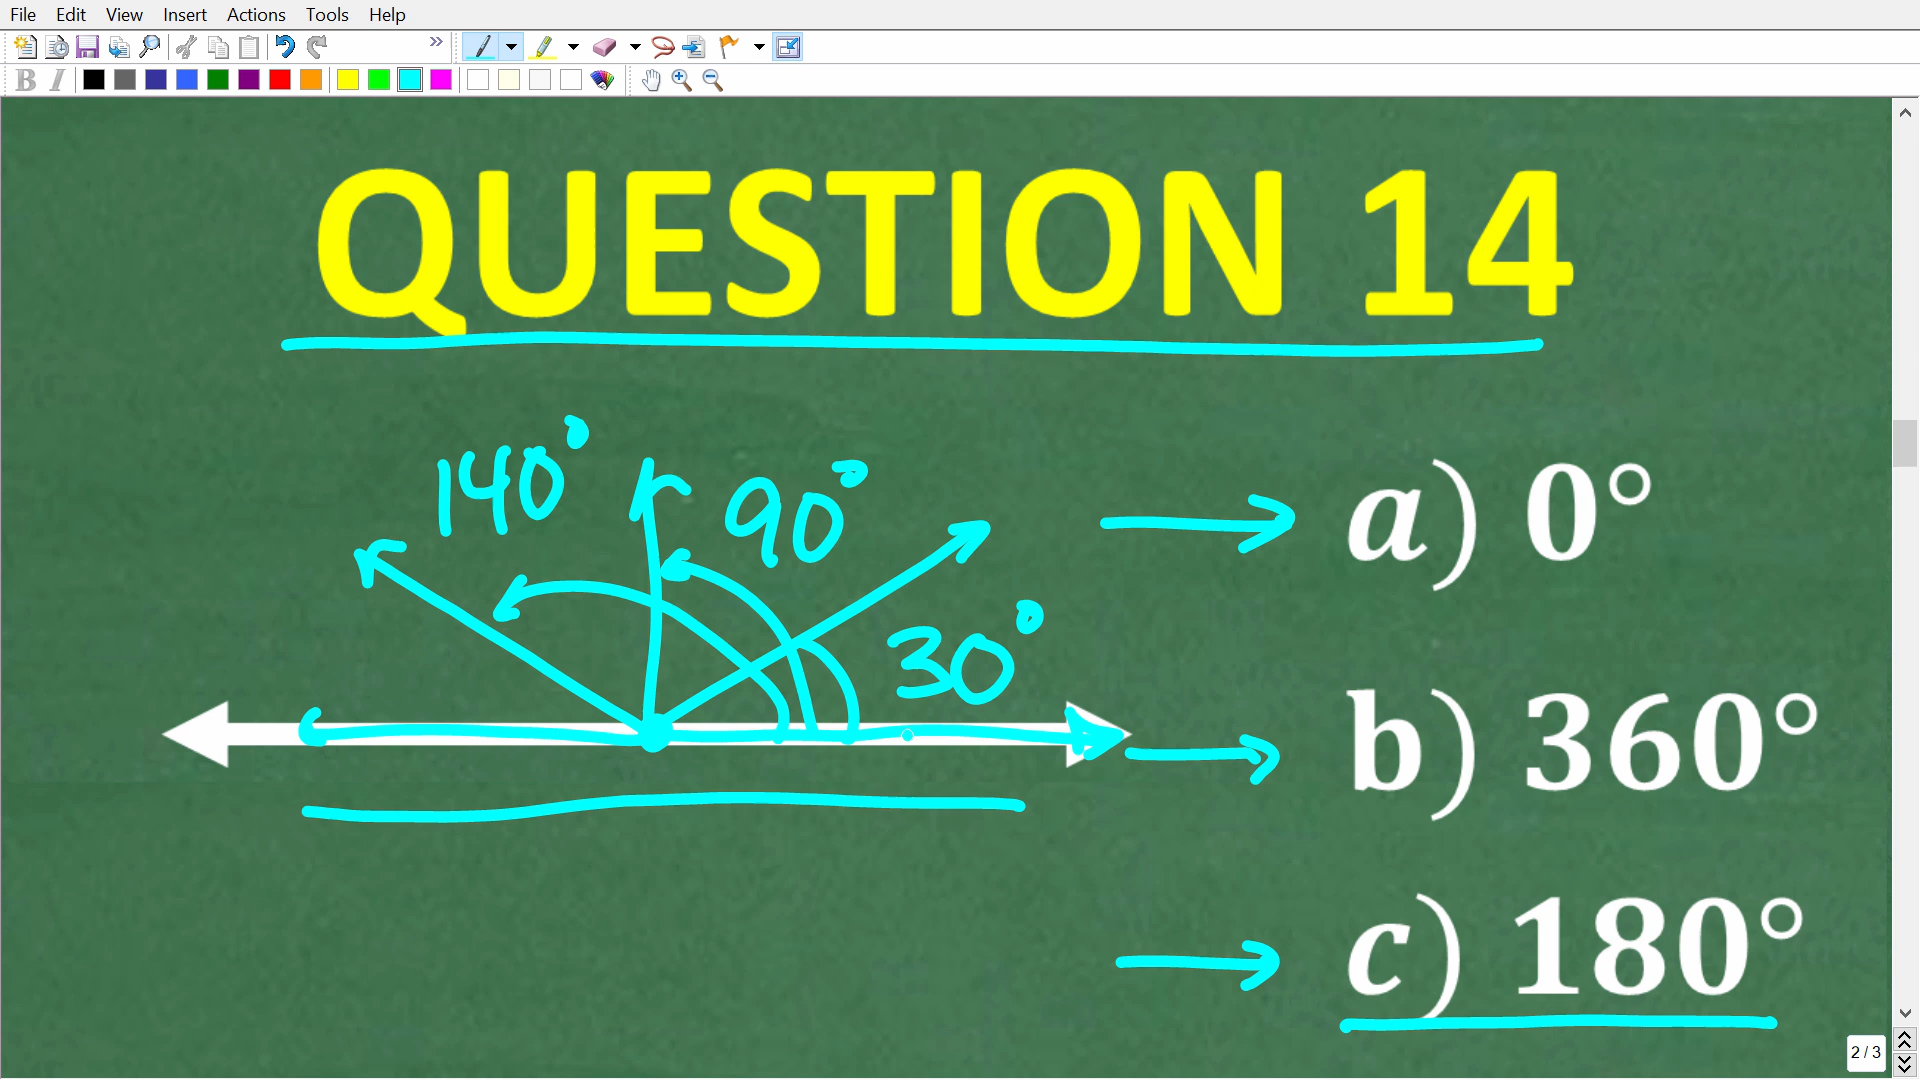 File Edit View Insert Actions Tools Help
B I
QUESTION 14
140° 90°
a) 0°
30°
b) 360°
c) 180°
2 / 3